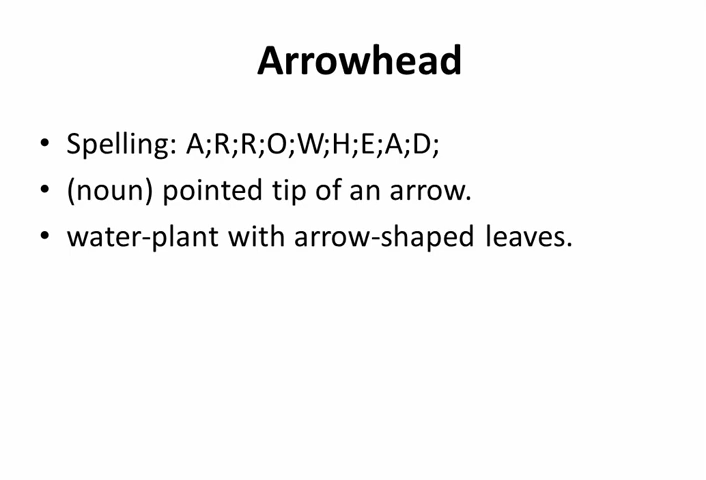 Arrowhead
• Spelling: A;R;R;O;W;H;E;A;D;
• (noun) pointed tip of an arrow.
• water-plant with arrow-shaped leaves.